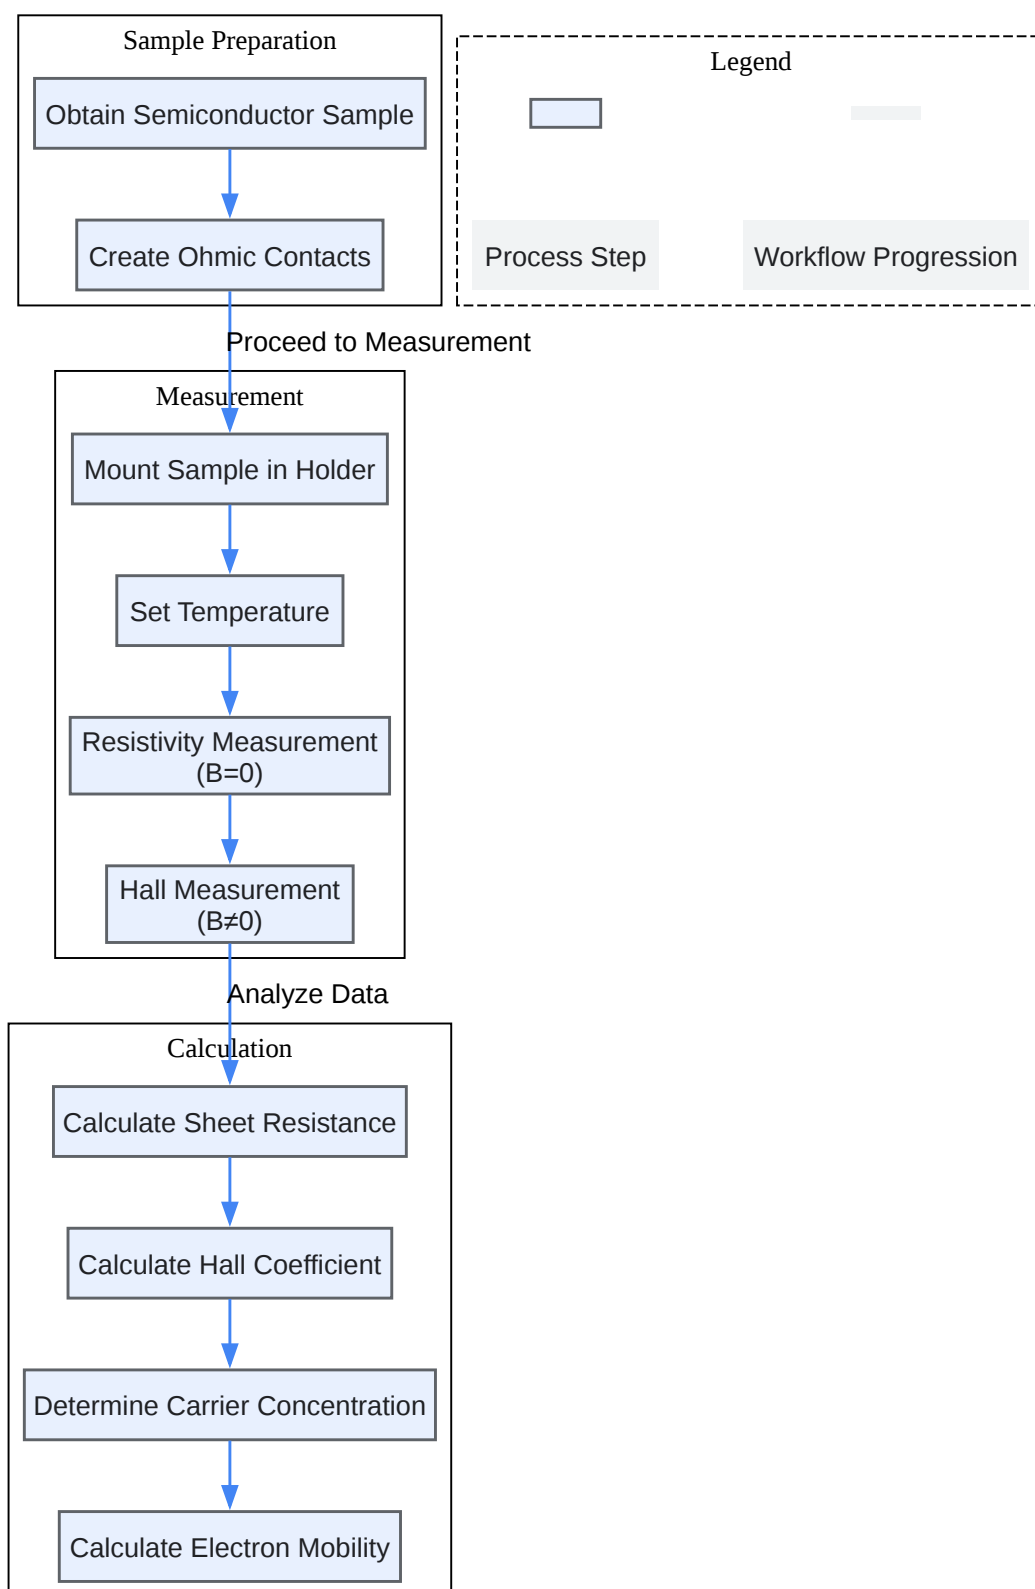 Sample Preparation
Obtain Semiconductor Sample
Create Ohmic Contacts
Legend
Process Step
Workflow Progression
Proceed to Measurement
Measurement
Mount Sample in Holder
Set Temperature
Resistivity Measurement
(B=0)
Hall Measurement
(B≠0)
Analyze Data
Calculation
Calculate Sheet Resistance
Calculate Hall Coefficient
Determine Carrier Concentration
Calculate Electron Mobility